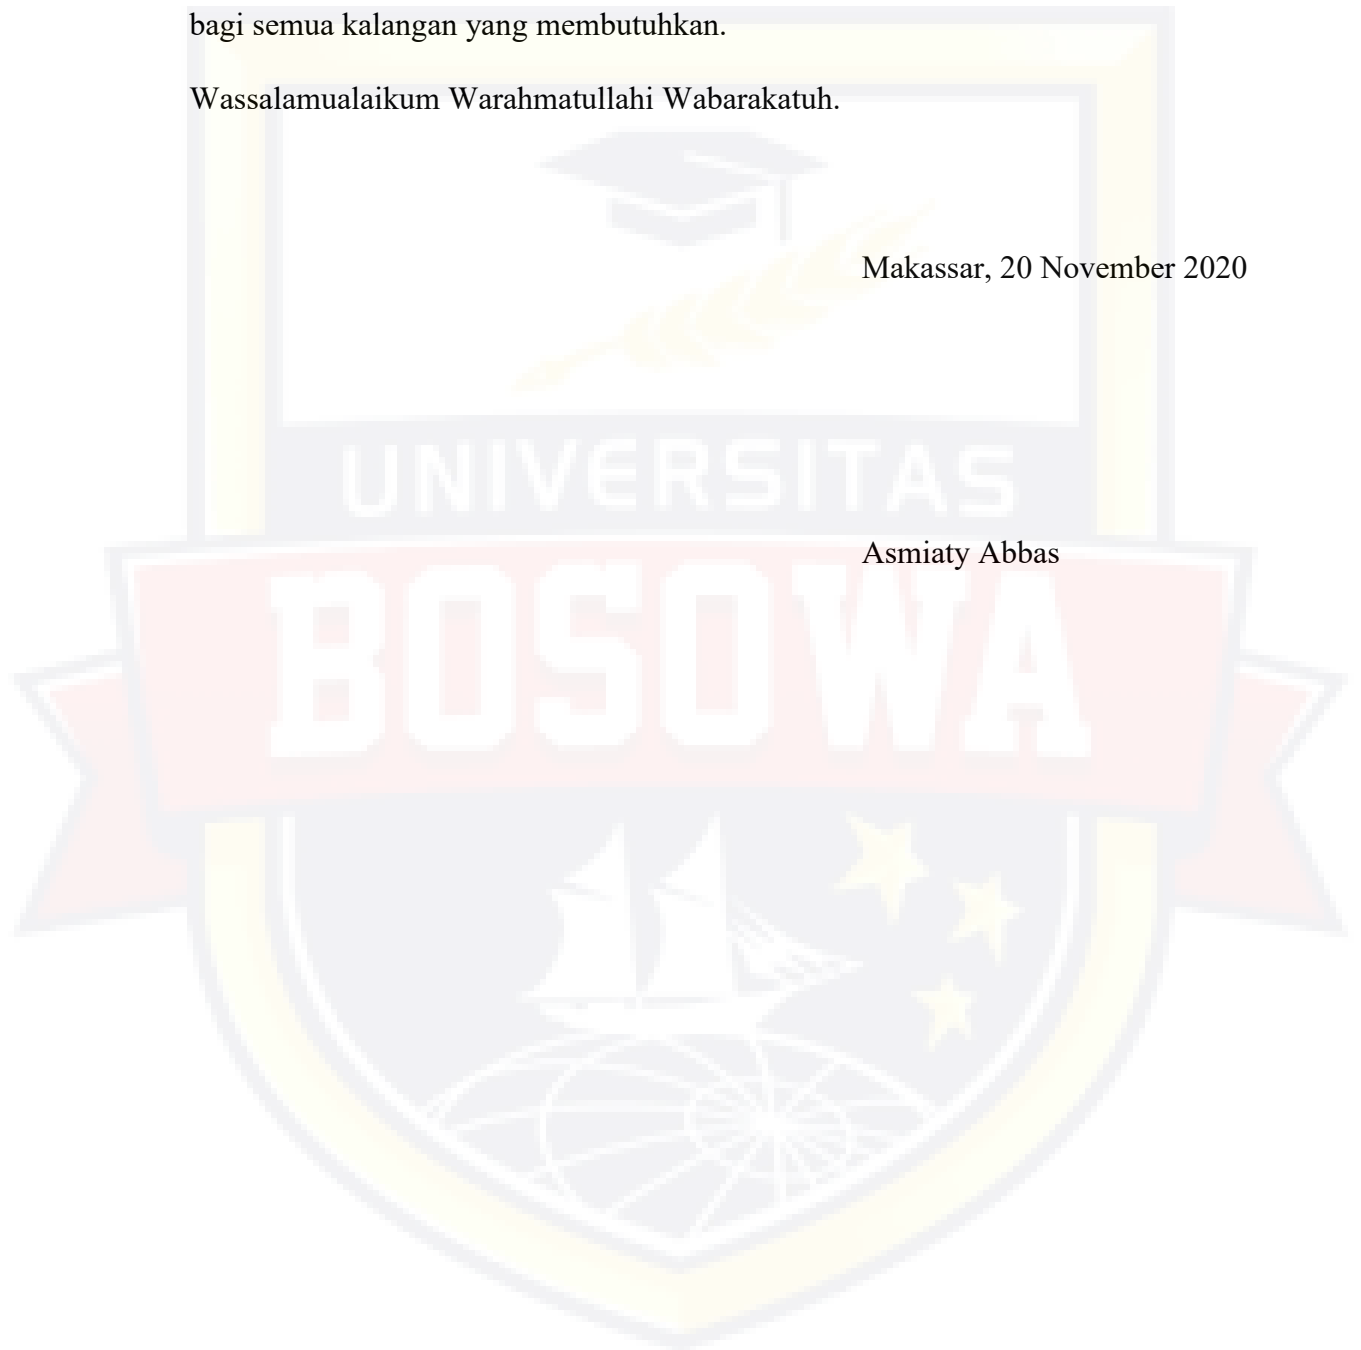 bagi semua kalangan yang membutuhkan.
Wassalamualaikum Warahmatullahi Wabarakatuh.
Makassar, 20 November 2020
UNIVERSITAS
Asmiaty Abbas
BOSOWA